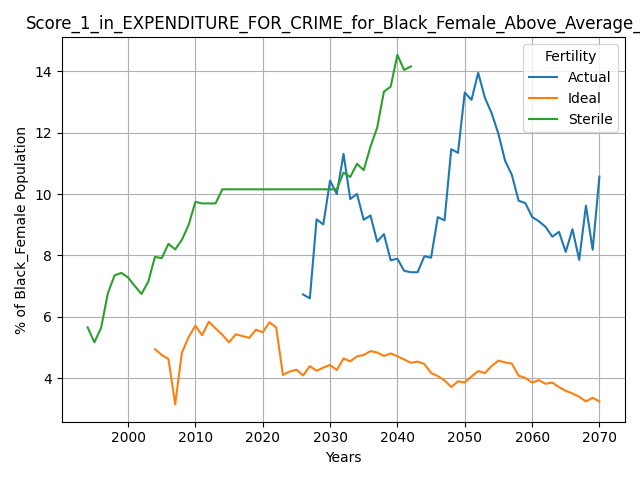 Score_1_in_EXPENDITURE_FOR_CRIME_for_Black_Female_Above_Average_
Fertility
Actual
Ideal
Sterile
% of Black_Female Population
14
12
10
8
6
4
2000 2010 2020 2030 2040 2050 2060 2070
Years